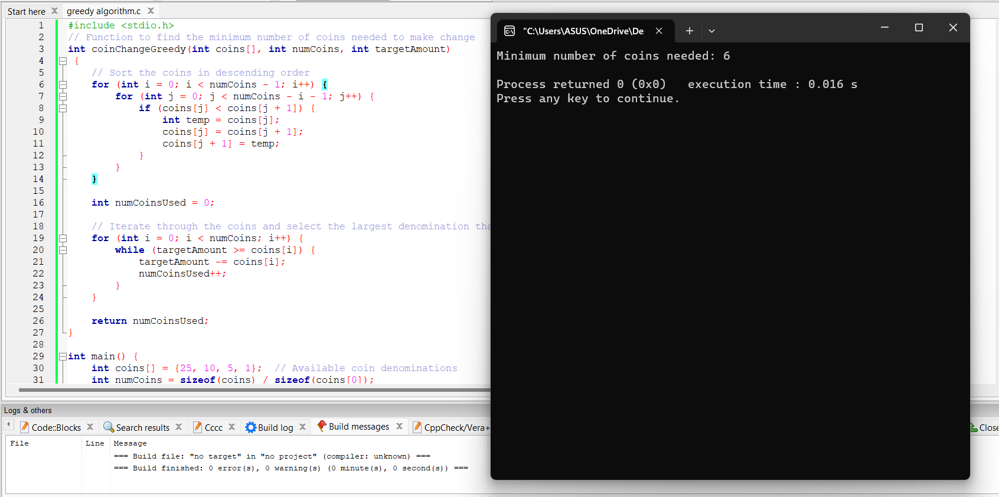 Start here
greedy algorithm.c
1 #include <stdio.h>
2 // Function to find the minimum number of coins needed to make change
3 int coinChangeGreedy(int coins[], int numCoins, int targetAmount)
4 {
5 // Sort the coins in descending order
6 for (int i = 0; i < numCoins - 1; i++) {
7 for (int j = 0; j < numCoins - i - 1; j++) {
8 if (coins[j] < coins[j + 1]) {
9 int temp = coins[j];
10 coins[j] = coins[j + 1];
11 coins[j + 1] = temp;
12 }
13 }
14 }
15
16 int numCoinsUsed = 0;
17
18 // Iterate through the coins and select the largest denomination tha
19 for (int i = 0; i < numCoins; i++) {
20 while (targetAmount >= coins[i]) {
21 targetAmount -= coins[i];
22 numCoinsUsed++;
23 }
24 }
25
26 return numCoinsUsed;
27 }
28
29 int main() {
30 int coins[] = {25, 10, 5, 1};  // Available coin denominations
31 int numCoins = sizeof(coins) / sizeof(coins[0]);
"C:\Users\ASUS\OneDrive\De
Minimum number of coins needed: 6
Process returned 0 (0x0)   execution time : 0.016 s
Press any key to continue.
Logs & others
Code::Blocks
Search results
Cccc
Build log
Build messages
CppCheck/Vera+
Close
File Line Message
=== Build file: "no target" in "no project" (compiler: unknown) ===
=== Build finished: 0 error(s), 0 warning(s) (0 minute(s), 0 second(s)) ===